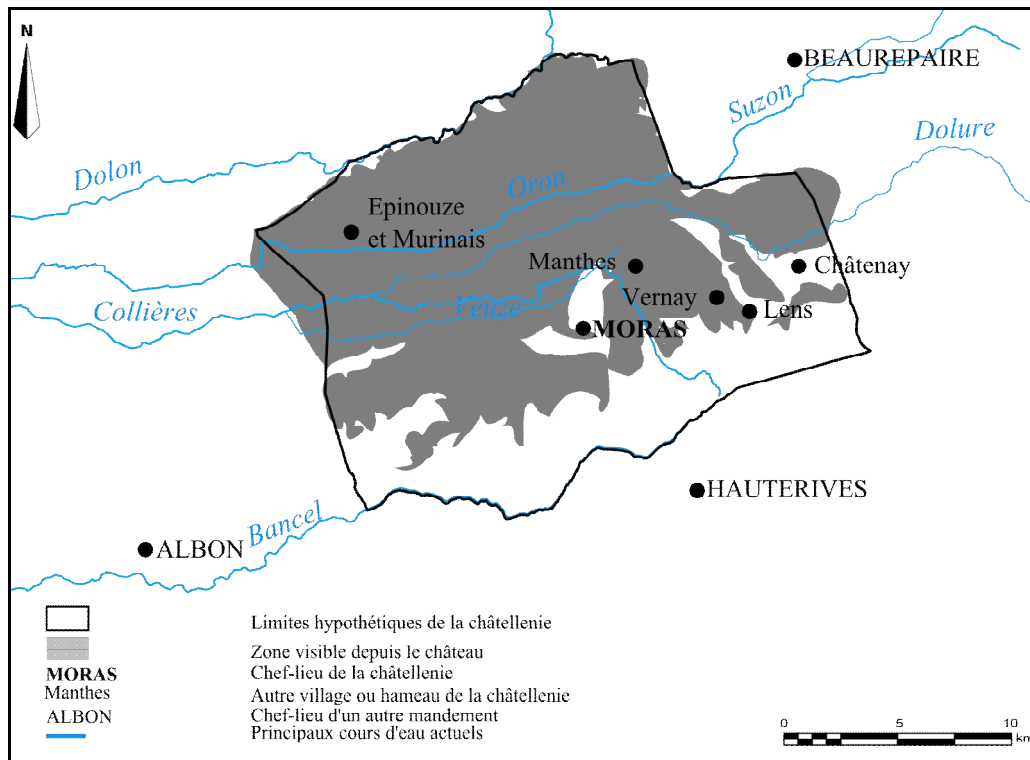 N
BEAUREPAIRE
Suzon
Dolure
Dolon
Oron
Epinouze
et Murinais
Manthes
Châtenay
Vernay
Lens
Collières
Veuze
MORAS
HAUTERIVES
Bancel
ALBON
Limites hypothétiques de la châtellenie
Zone visible depuis le château
MORAS Chef-lieu de la châtellenie
Manthes Autre village ou hameau de la châtellenie
ALBON Chef-lieu d'un autre mandement
Principaux cours d'eau actuels
0 5 10
km